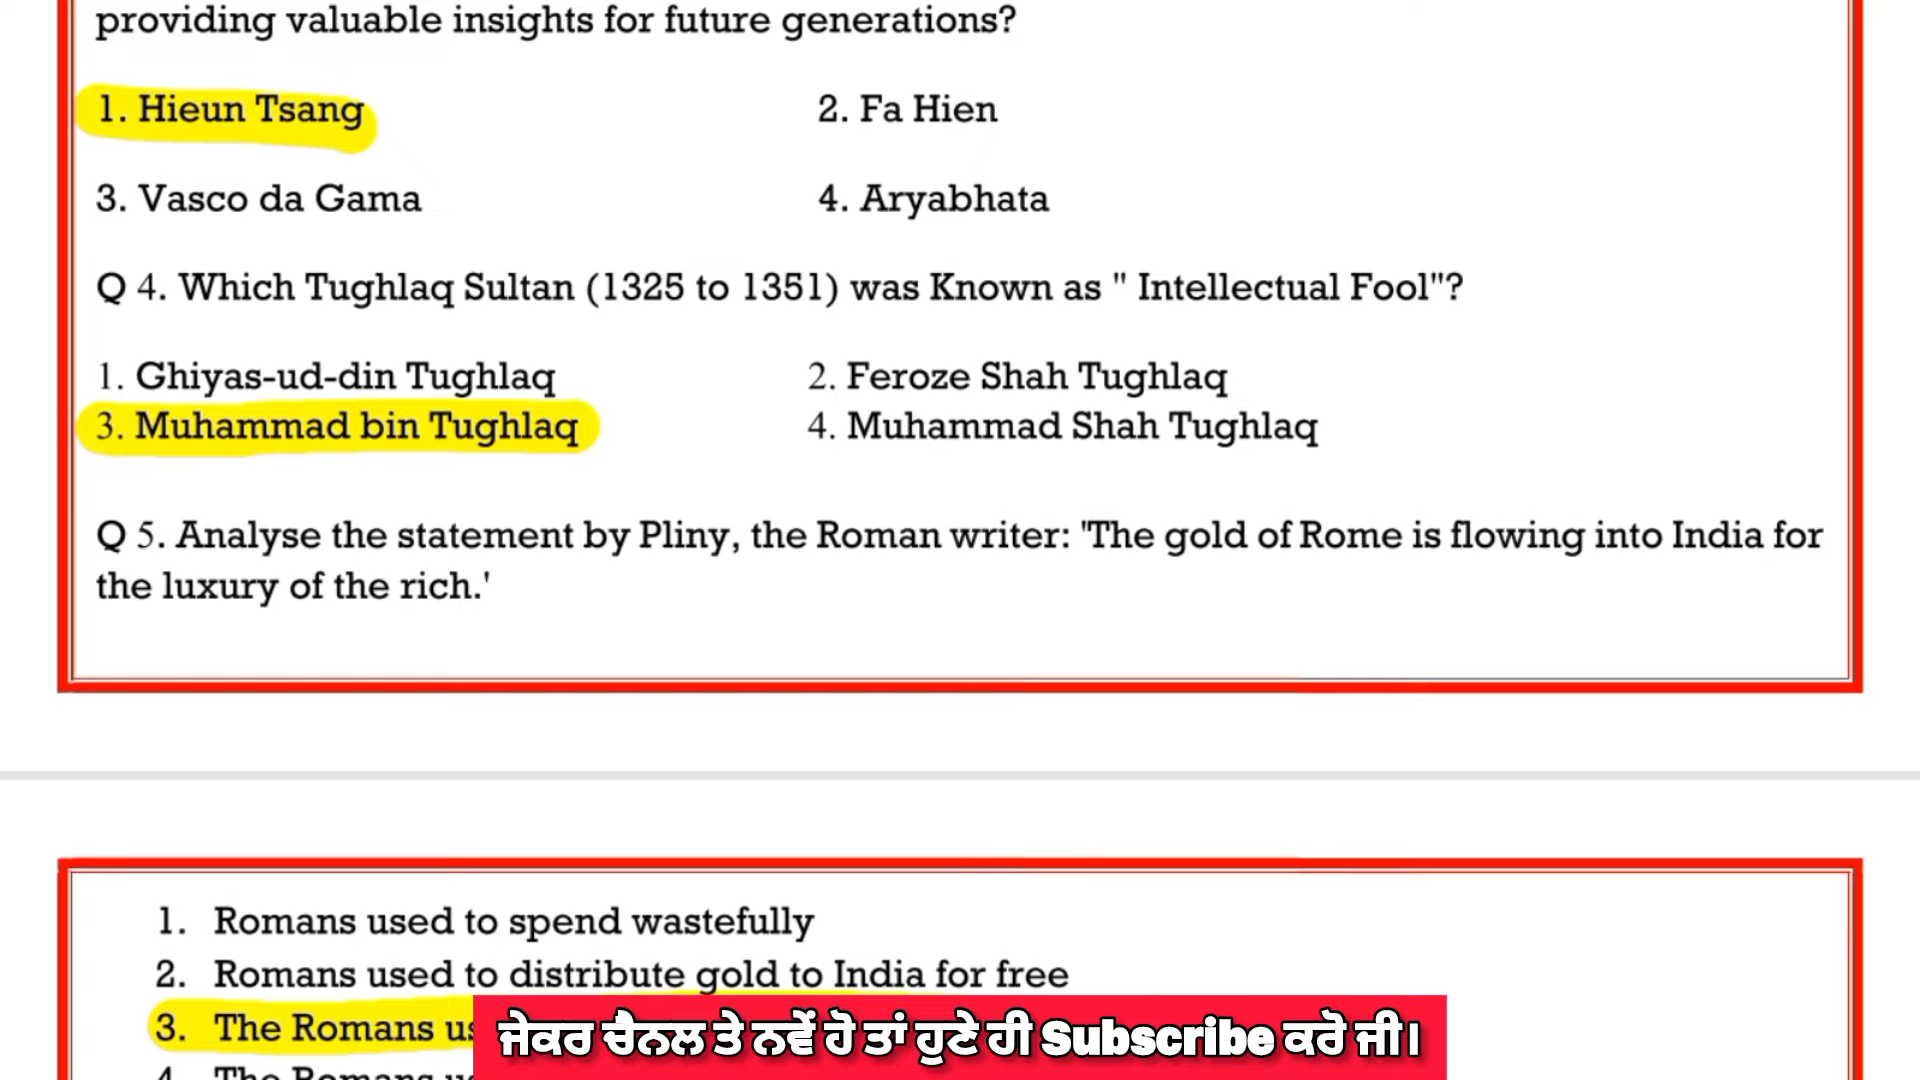 providing valuable insights for future generations?
1. Hieun Tsang 2. Fa Hien
3. Vasco da Gama 4. Aryabhata
Q 4. Which Tughlaq Sultan (1325 to 1351) was Known as " Intellectual Fool"?
1. Ghiyas-ud-din Tughlaq 2. Feroze Shah Tughlaq
3. Muhammad bin Tughlaq 4. Muhammad Shah Tughlaq
Q 5. Analyse the statement by Pliny, the Roman writer: 'The gold of Rome is flowing into India for
the luxury of the rich.'
1. Romans used to spend wastefully
2. Romans used to distribute gold to India for free
3. The Romans
ਜੇਕਰ ਚੈਨਲ ਤੇ ਨਵੇਂ ਹੋ ਤਾਂ ਹੁਣੇ ਹੀ Subscribe ਕਰੋ ਜੀ।
4. The Romans